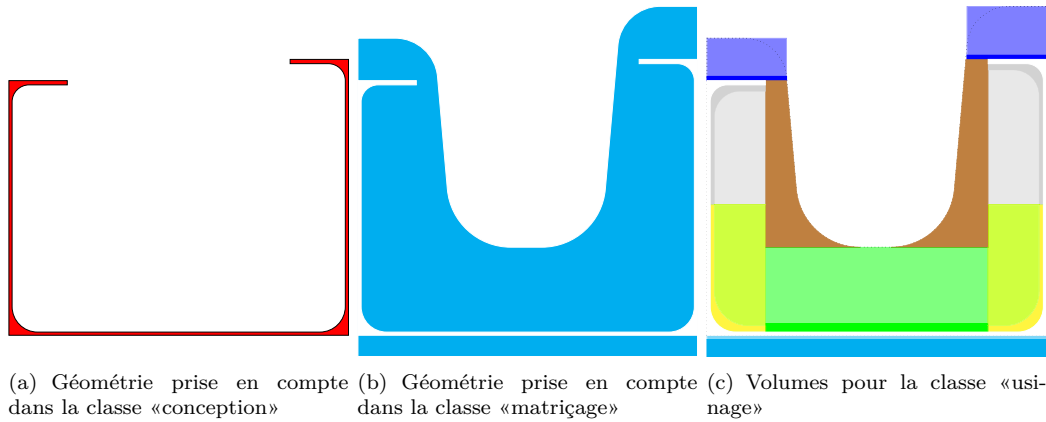 (a) Géométrie prise en compte
dans la classe «conception»
(b) Géométrie prise en compte
dans la classe «matriçage»
(c) Volumes pour la classe «usi-
nage»